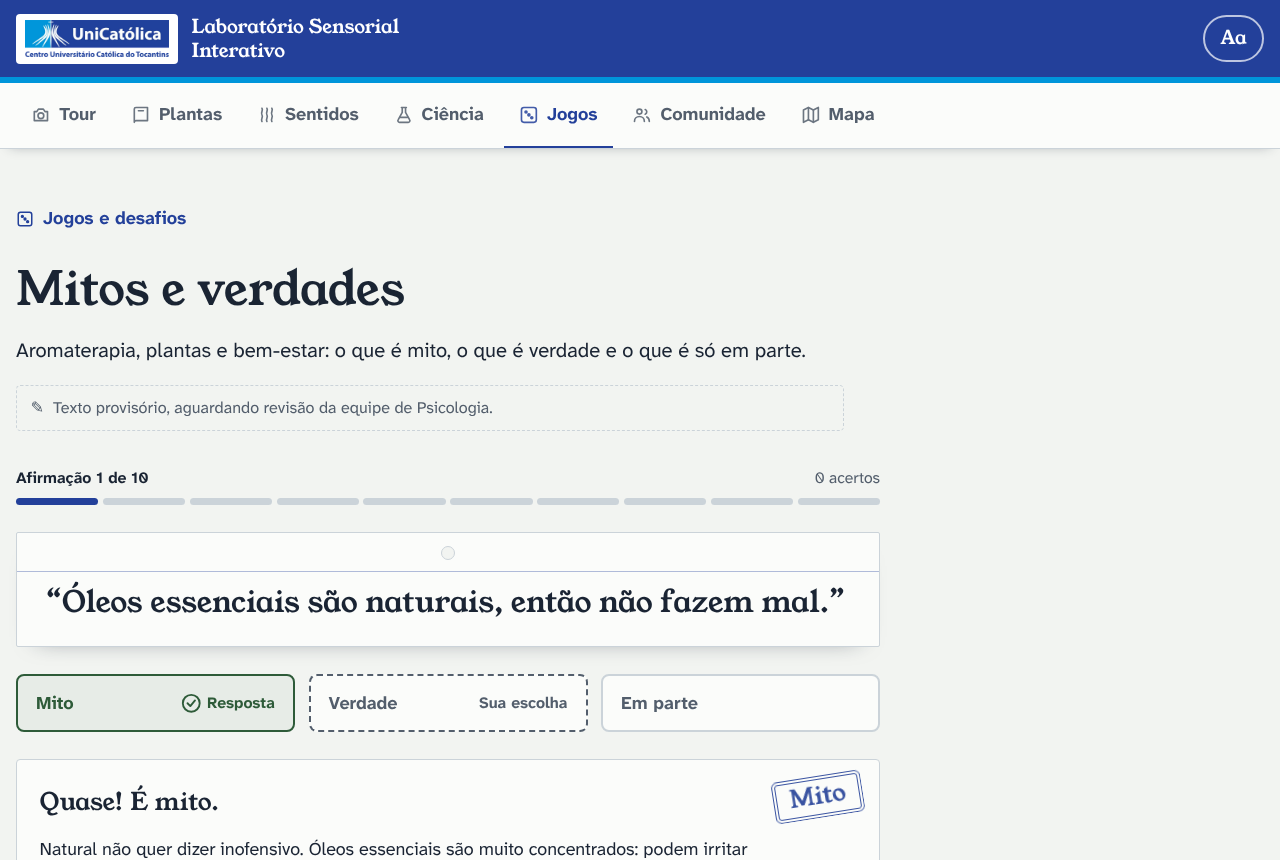 UniCatólica
Centro Universitário Católica do Tocantins
Laboratório Sensorial
Interativo
Aa
Tour
Plantas
Sentidos
Ciência
Jogos
Comunidade
Mapa
Jogos e desafios
Mitos e verdades
Aromaterapia, plantas e bem-estar: o que é mito, o que é verdade e o que é só em parte.
✎ Texto provisório, aguardando revisão da equipe de Psicologia.
Afirmação 1 de 10
0 acertos
“Óleos essenciais são naturais, então não fazem mal.”
Mito
Resposta
Verdade
Sua escolha
Em parte
Quase! É mito.
Mito
Natural não quer dizer inofensivo. Óleos essenciais são muito concentrados: podem irritar